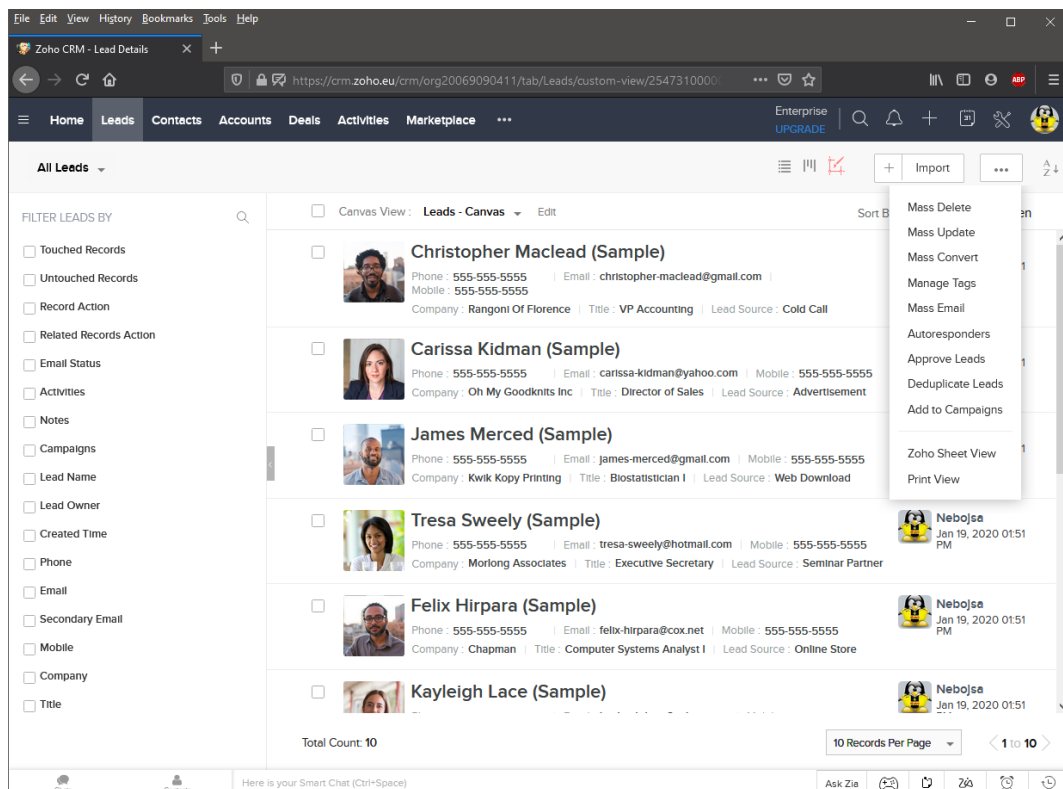 File Edit View History Bookmarks Tools Help
Zoho CRM - Lead Details
https://crm.zoho.eu/crm/org20069090411/tab/Leads/custom-view/25473100000
ABP
Home Leads Contacts Accounts Deals Activities Marketplace
Enterprise
UPGRADE
31
All Leads
Import
A
Z
FILTER LEADS BY
Touched Records
Untouched Records
Record Action
Related Records Action
Email Status
Activities
Notes
Campaigns
Lead Name
Lead Owner
Created Time
Phone
Email
Secondary Email
Mobile
Company
Title
Canvas View : Leads - Canvas Edit
Sort B
Christopher Maclead (Sample)
Phone : 555-555-5555 Email : christopher-maclead@gmail.com
Mobile : 555-555-5555
Company : Rangoni Of Florence Title : VP Accounting Lead Source : Cold Call
Carissa Kidman (Sample)
Phone : 555-555-5555 Email : carissa-kidman@yahoo.com Mobile : 555-555-5555
Company : Oh My Goodknits Inc Title : Director of Sales Lead Source : Advertisement
James Merced (Sample)
Phone : 555-555-5555 Email : james-merced@gmail.com Mobile : 555-555-5555
Company : Kwik Kopy Printing Title : Biostatistician I Lead Source : Web Download
Tresa Sweely (Sample)
Phone : 555-555-5555 Email : tresa-sweely@hotmail.com Mobile : 555-555-5555
Company : Morlong Associates Title : Executive Secretary Lead Source : Seminar Partner
Nebojsa
Jan 19, 2020 01:51
PM
Felix Hirpara (Sample)
Phone : 555-555-5555 Email : felix-hirpara@cox.net Mobile : 555-555-5555
Company : Chapman Title : Computer Systems Analyst I Lead Source : Online Store
Nebojsa
Jan 19, 2020 01:51
PM
Kayleigh Lace (Sample)
Nebojsa
Jan 19, 2020 01:51
Mass Delete
Mass Update
Mass Convert
Manage Tags
Mass Email
Autoresponders
Approve Leads
Deduplicate Leads
Add to Campaigns
Zoho Sheet View
Print View
Total Count: 10
10 Records Per Page
1 to 10
Here is your Smart Chat (Ctrl+Space)
Ask Zia